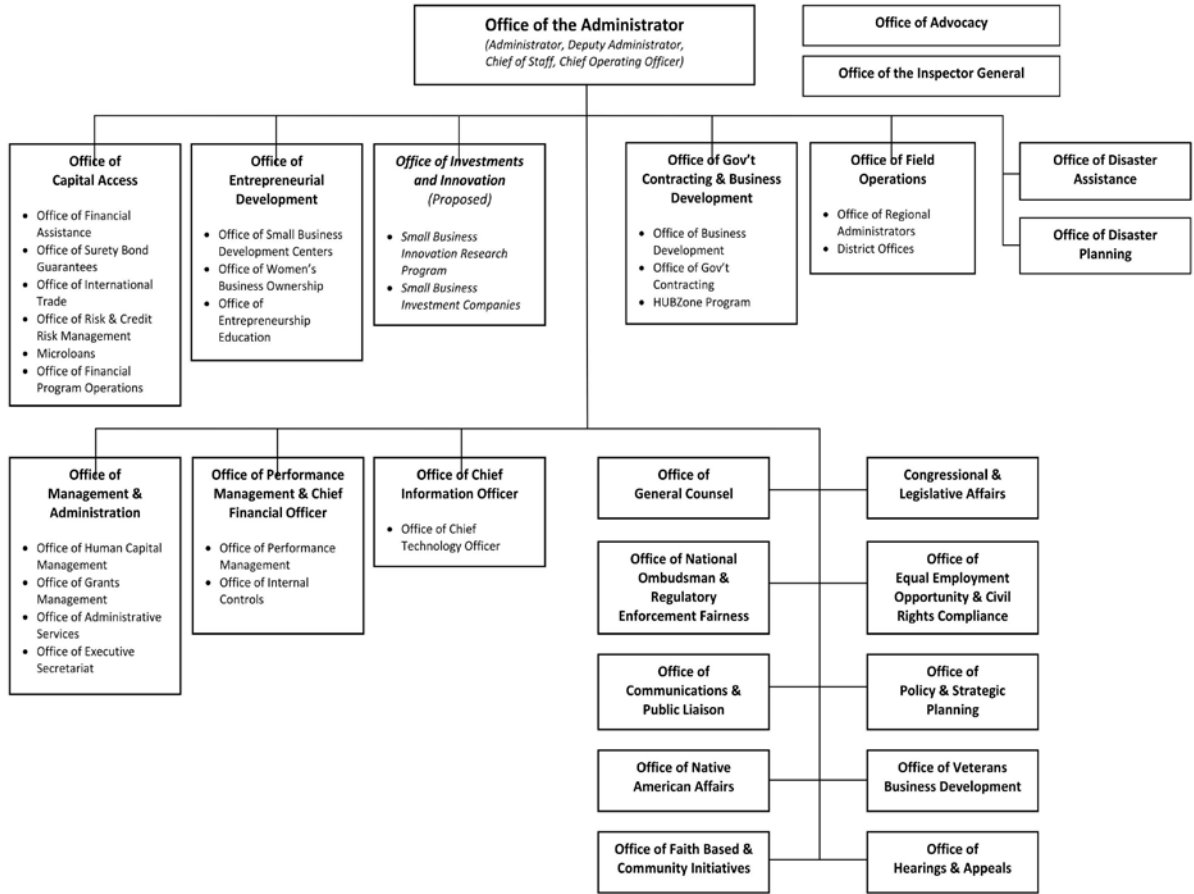 Office of the Administrator
(Administrator, Deputy Administrator,
Chief of Staff, Chief Operating Officer)
Office of Advocacy
Office of the Inspector General
Office of
Capital Access
• Office of Financial
Assistance
• Office of Surety Bond
Guarantees
• Office of International
Trade
• Office of Risk & Credit
Risk Management
• Microloans
• Office of Financial
Program Operations
Office of
Entrepreneurial
Development
• Office of Small Business
Development Centers
• Office of Women's
Business Ownership
• Office of
Entrepreneurship
Education
Office of Investments
and Innovation
(Proposed)
• Small Business
Innovation Research
Program
• Small Business
Investment Companies
Office of Gov't
Contracting & Business
Development
• Office of Business
Development
• Office of Gov't
Contracting
• HUBZone Program
Office of Field
Operations
• Office of Regional
Administrators
• District Offices
Office of Disaster
Assistance
Office of Disaster
Planning
Office of
Management &
Administration
• Office of Human Capital
Management
• Office of Grants
Management
• Office of Administrative
Services
• Office of Executive
Secretariat
Office of Performance
Management & Chief
Financial Officer
• Office of Performance
Management
• Office of Internal
Controls
Office of Chief
Information Officer
• Office of Chief
Technology Officer
Office of
General Counsel
Congressional &
Legislative Affairs
Office of National
Ombudsman &
Regulatory
Enforcement Fairness
Office of
Equal Employment
Opportunity & Civil
Rights Compliance
Office of
Communications &
Public Liaison
Office of
Policy & Strategic
Planning
Office of Native
American Affairs
Office of Veterans
Business Development
Office of Faith Based &
Community Initiatives
Office of
Hearings & Appeals